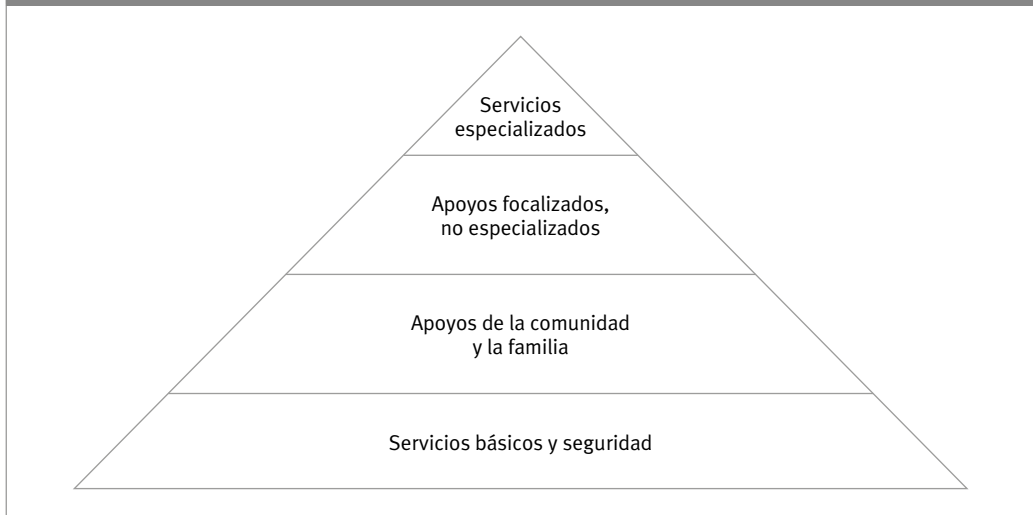 Servicios
especializados
Apoyos focalizados,
no especializados
Apoyos de la comunidad
y la familia
Servicios básicos y seguridad